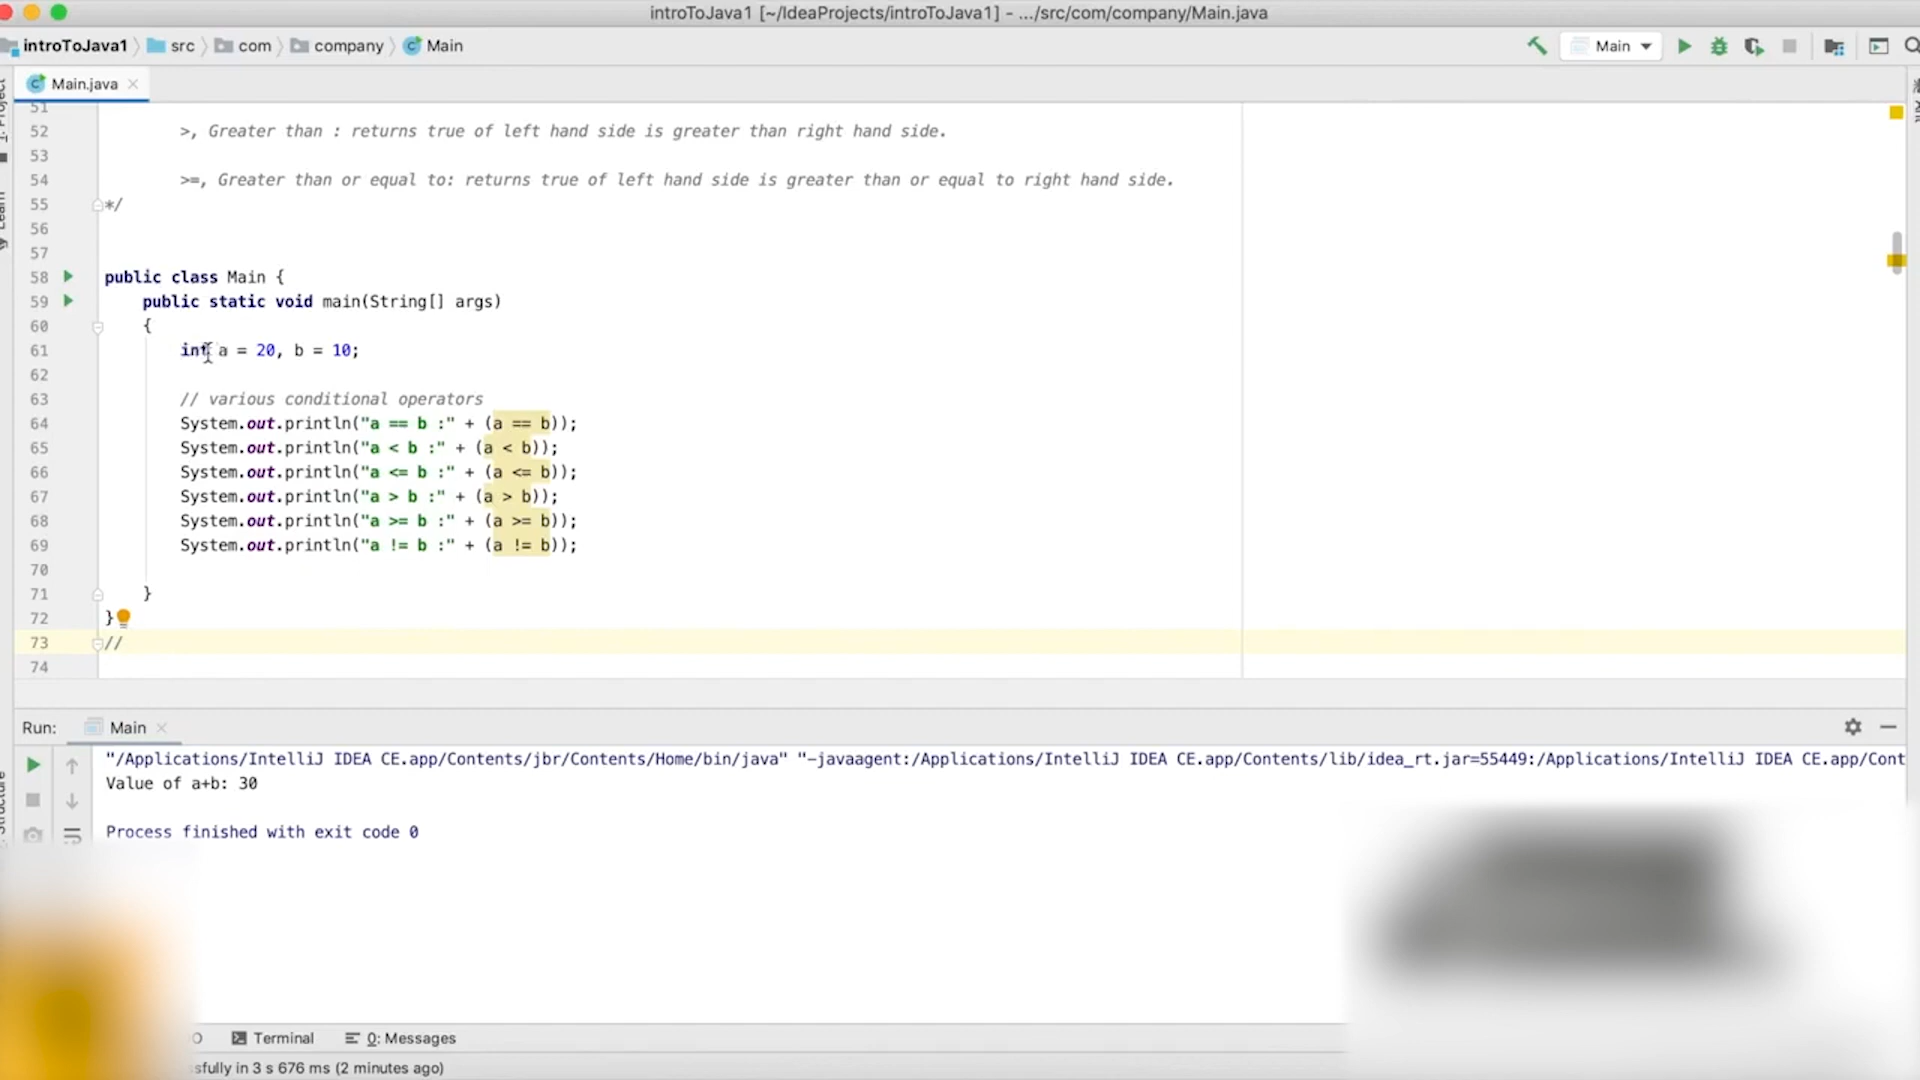 introToJava1 [~/IdeaProjects/introToJava1] - .../src/com/company/Main.java
introToJava1 src com company Main
Main
Main.java
51
52 >, Greater than : returns true of left hand side is greater than right hand side.
53
54 >=, Greater than or equal to: returns true of left hand side is greater than or equal to right hand side.
55 */
56
57
58 public class Main {
59 public static void main(String[] args)
60 {
61 int a = 20, b = 10;
62
63 // various conditional operators
64 System.out.println("a == b :" + (a == b));
65 System.out.println("a < b :" + (a < b));
66 System.out.println("a <= b :" + (a <= b));
67 System.out.println("a > b :" + (a > b));
68 System.out.println("a >= b :" + (a >= b));
69 System.out.println("a != b :" + (a != b));
70
71 }
72 }
73 //
74
Run: Main
"/Applications/IntelliJ IDEA CE.app/Contents/jbr/Contents/Home/bin/java" "-javaagent:/Applications/IntelliJ IDEA CE.app/Contents/lib/idea_rt.jar=55449:/Applications/IntelliJ IDEA CE.app/Cont
Value of a+b: 30
Process finished with exit code 0
Terminal 0: Messages
sfully in 3 s 676 ms (2 minutes ago)